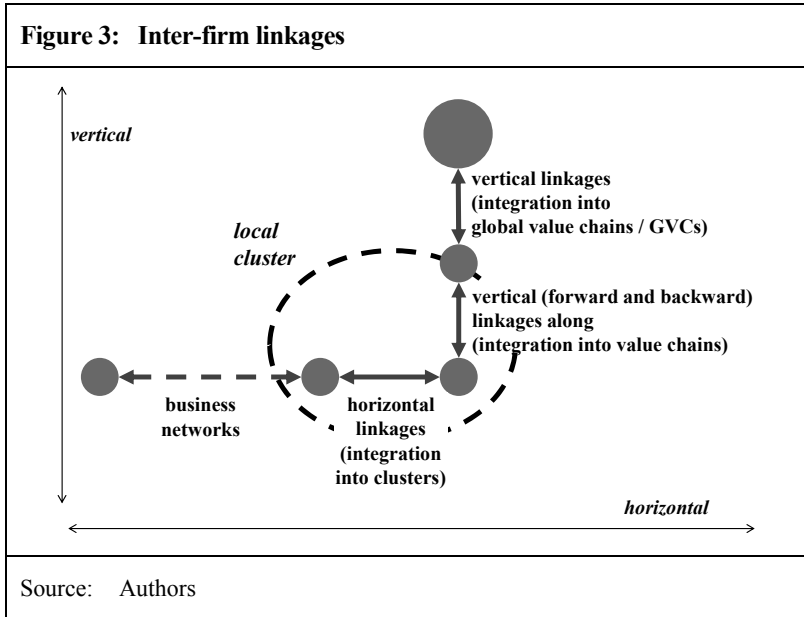 Figure 3: Inter-firm linkages
vertical
vertical linkages
(integration into
global value chains / GVCs)
local
cluster
vertical (forward and backward)
linkages along
(integration into value chains)
business
networks
horizontal
linkages
(integration
into clusters)
horizontal
Source: Authors